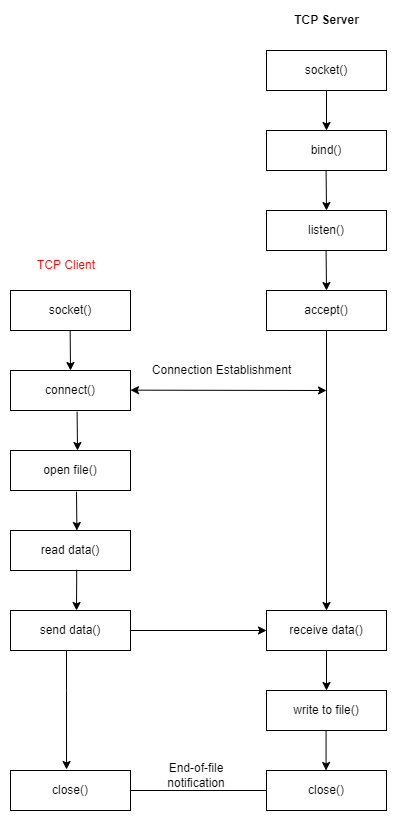 TCP Server
socket()
bind()
listen()
TCP Client
socket()
accept()
Connection Establishment
connect()
open file()
read data()
send data()
receive data()
write to file()
End-of-file
notification
close()
close()